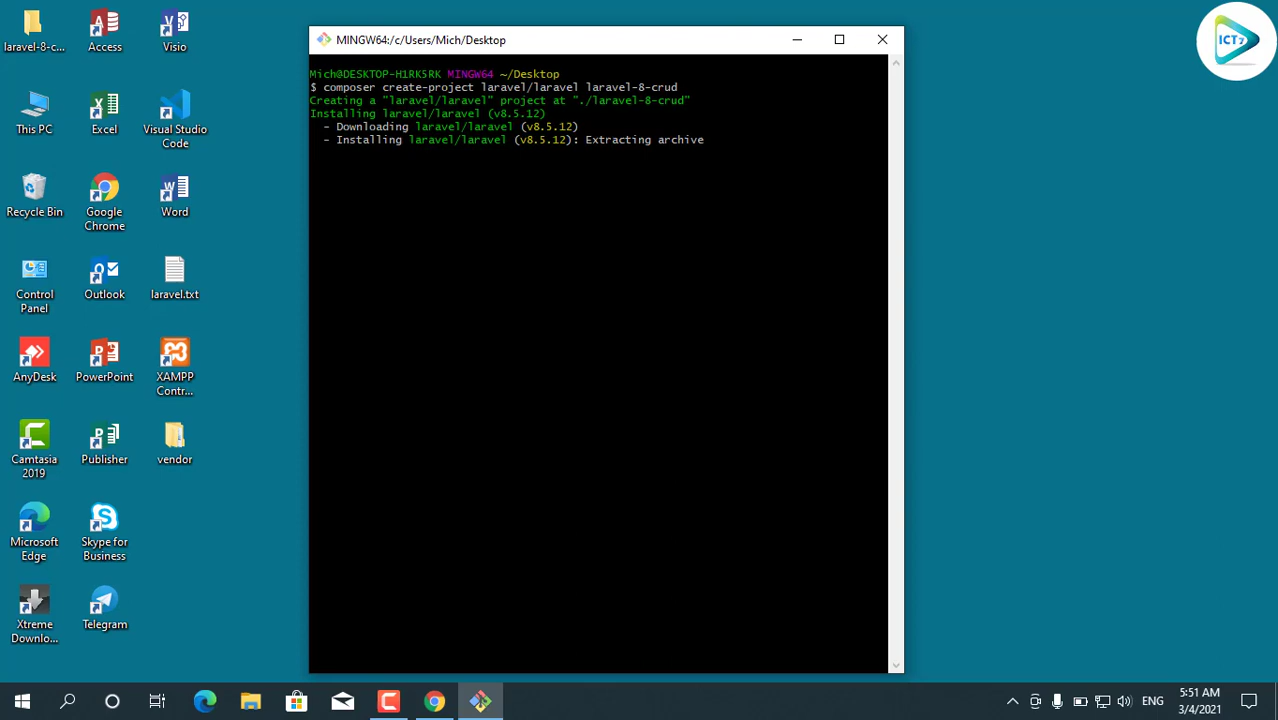 MINGW64:/c/Users/Mich/Desktop
Mich@DESKTOP-H1RK5RK MINGW64 ~/Desktop
$ composer create-project laravel/laravel laravel-8-crud
Creating a "laravel/laravel" project at "./laravel-8-crud"
Installing laravel/laravel (v8.5.12)
- Downloading laravel/laravel (v8.5.12)
- Installing laravel/laravel (v8.5.12): Extracting archive
laravel-8-c...
Access
Visio
This PC
Excel
Visual Studio
Code
Recycle Bin
Google
Chrome
Word
Control
Panel
Outlook
laravel.txt
AnyDesk
PowerPoint
XAMPP
Contr...
Camtasia
2019
Publisher
vendor
Microsoft
Edge
Skype for
Business
Xtreme
Downlo...
Telegram
ICT7
ENG
5:51 AM
3/4/2021